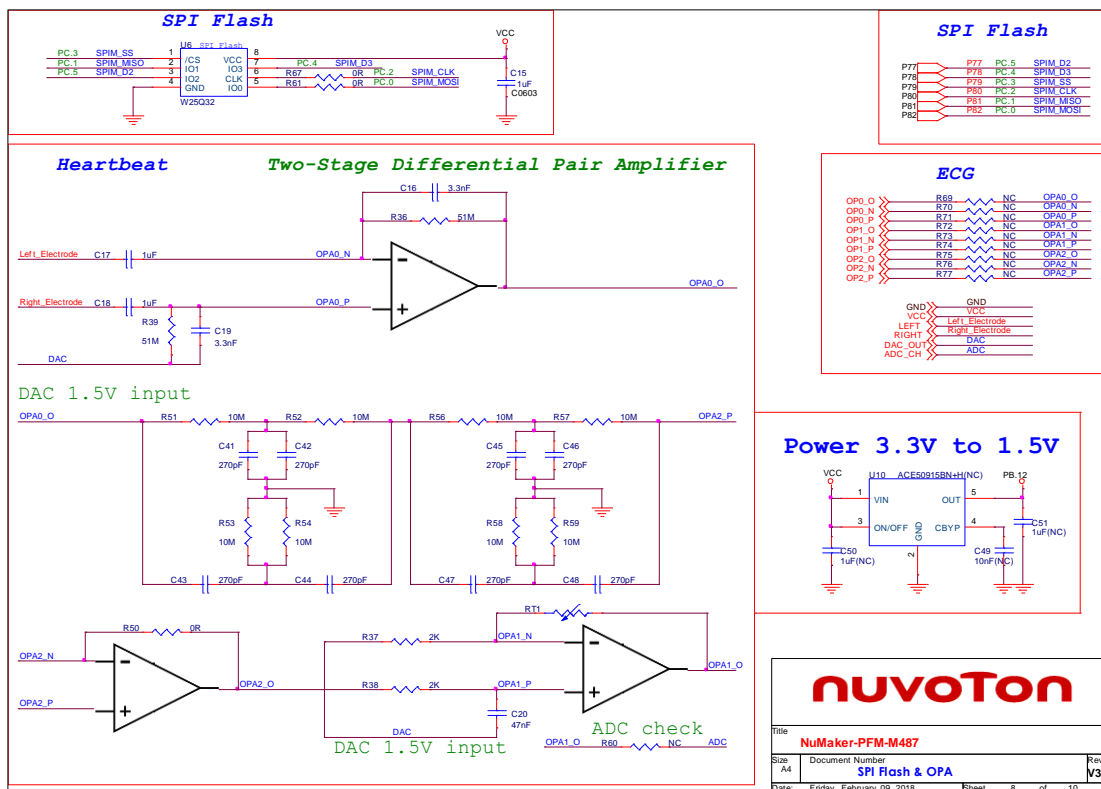 SPI Flash
U6 SPI Flash
PC.3 SPIM_SS 1 /CS VCC 8
PC.1 SPIM_MISO 2 IO1 IO3 7 PC.4 SPIM_D3
PC.5 SPIM_D2 3 IO2 CLK 6 R67 0R PC.2 SPIM_CLK
4 GND IO0 5 R61 0R PC.0 SPIM_MOSI
W25Q32
VCC
C15
1uF
C0603
SPI Flash
P77 P77 PC.5 SPIM_D2
P78 P78 PC.4 SPIM_D3
P79 P79 PC.3 SPIM_SS
P80 P80 PC.2 SPIM_CLK
P81 P81 PC.1 SPIM_MISO
P82 P82 PC.0 SPIM_MOSI
Heartbeat Two-Stage Differential Pair Amplifier
C16 3.3nF
R36 51M
Left_Electrode C17 1uF OPA0_N
Right_Electrode C18 1uF OPA0_P
OPA0_O
R39
51M
C19
3.3nF
DAC
DAC 1.5V input
ECG
OP0_O R69 NC OPA0_O
OP0_N R70 NC OPA0_N
OP0_P R71 NC OPA0_P
OP1_O R72 NC OPA1_O
OP1_N R73 NC OPA1_N
OP1_P R74 NC OPA1_P
OP2_O R75 NC OPA2_O
OP2_N R76 NC OPA2_N
OP2_P R77 NC OPA2_P
GND GND
VCC VCC
LEFT Left_Electrode
RIGHT Right_Electrode
DAC_OUT DAC
ADC_CH ADC
OPA0_O R51 10M R52 10M R56 10M R57 10M OPA2_P
C41 C42 C45 C46
270pF 270pF 270pF 270pF
R53 R54 R58 R59
10M 10M 10M 10M
C43 270pF C44 270pF C47 270pF C48 270pF
Power 3.3V to 1.5V
VCC U10 ACE50915BN+H(NC) PB.12
1 VIN OUT 5
3 ON/OFF CBYP 4
GND
2
C50
1uF(NC)
C49
10nF(NC)
C51
1uF(NC)
R50 0R
OPA2_N
OPA2_P
OPA2_O
RT1
R37 2K OPA1_N
R38 2K OPA1_P
OPA1_O
C20
47nF
DAC
DAC 1.5V input
ADC check
OPA1_O R60 NC ADC
nuvoTon
Title
NuMaker-PFM-M487
Size
A4
Document Number
SPI Flash & OPA
Rev
V3
Date: Friday, February 09, 2018 Sheet 8 of 10